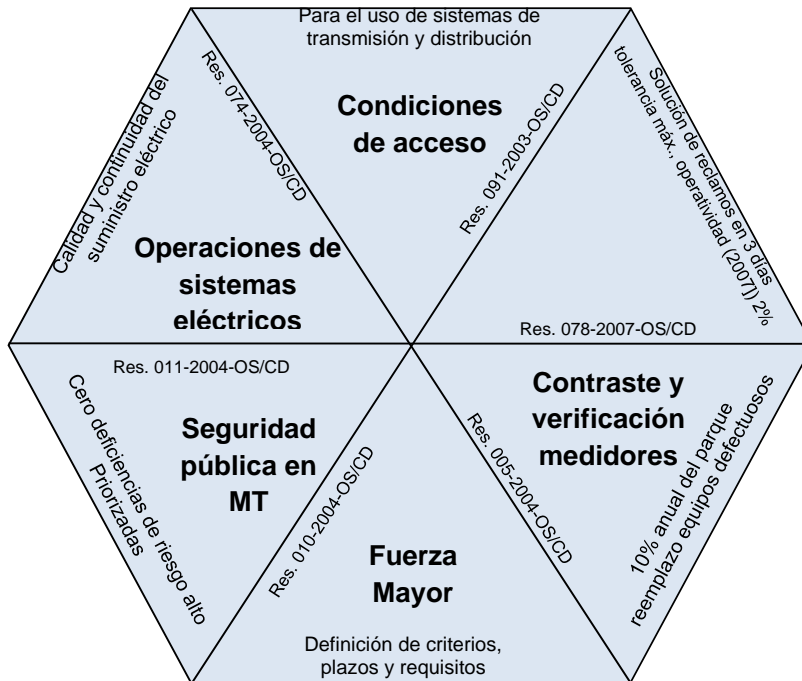 Para el uso de sistemas de
transmisión y distribución
Condiciones
de acceso
Res. 091-2003-OS/CD
Solución de reclamos en 3 días
tolerancia máx., operatividad (2007]) 2%
Res. 078-2007-OS/CD
Contraste y
verificación
medidores
10% anual del parque
reemplazo equipos defectuosos
Res. 005-2004-OS/CD
Fuerza
Mayor
Definición de criterios,
plazos y requisitos
Res. 010-2004-OS/CD
Seguridad
pública en
MT
Cero deficiencias de riesgo alto
Priorizadas
Res. 011-2004-OS/CD
Operaciones de
sistemas
eléctricos
Calidad y continuidad del
suministro eléctrico
Res. 074-2004-OS/CD